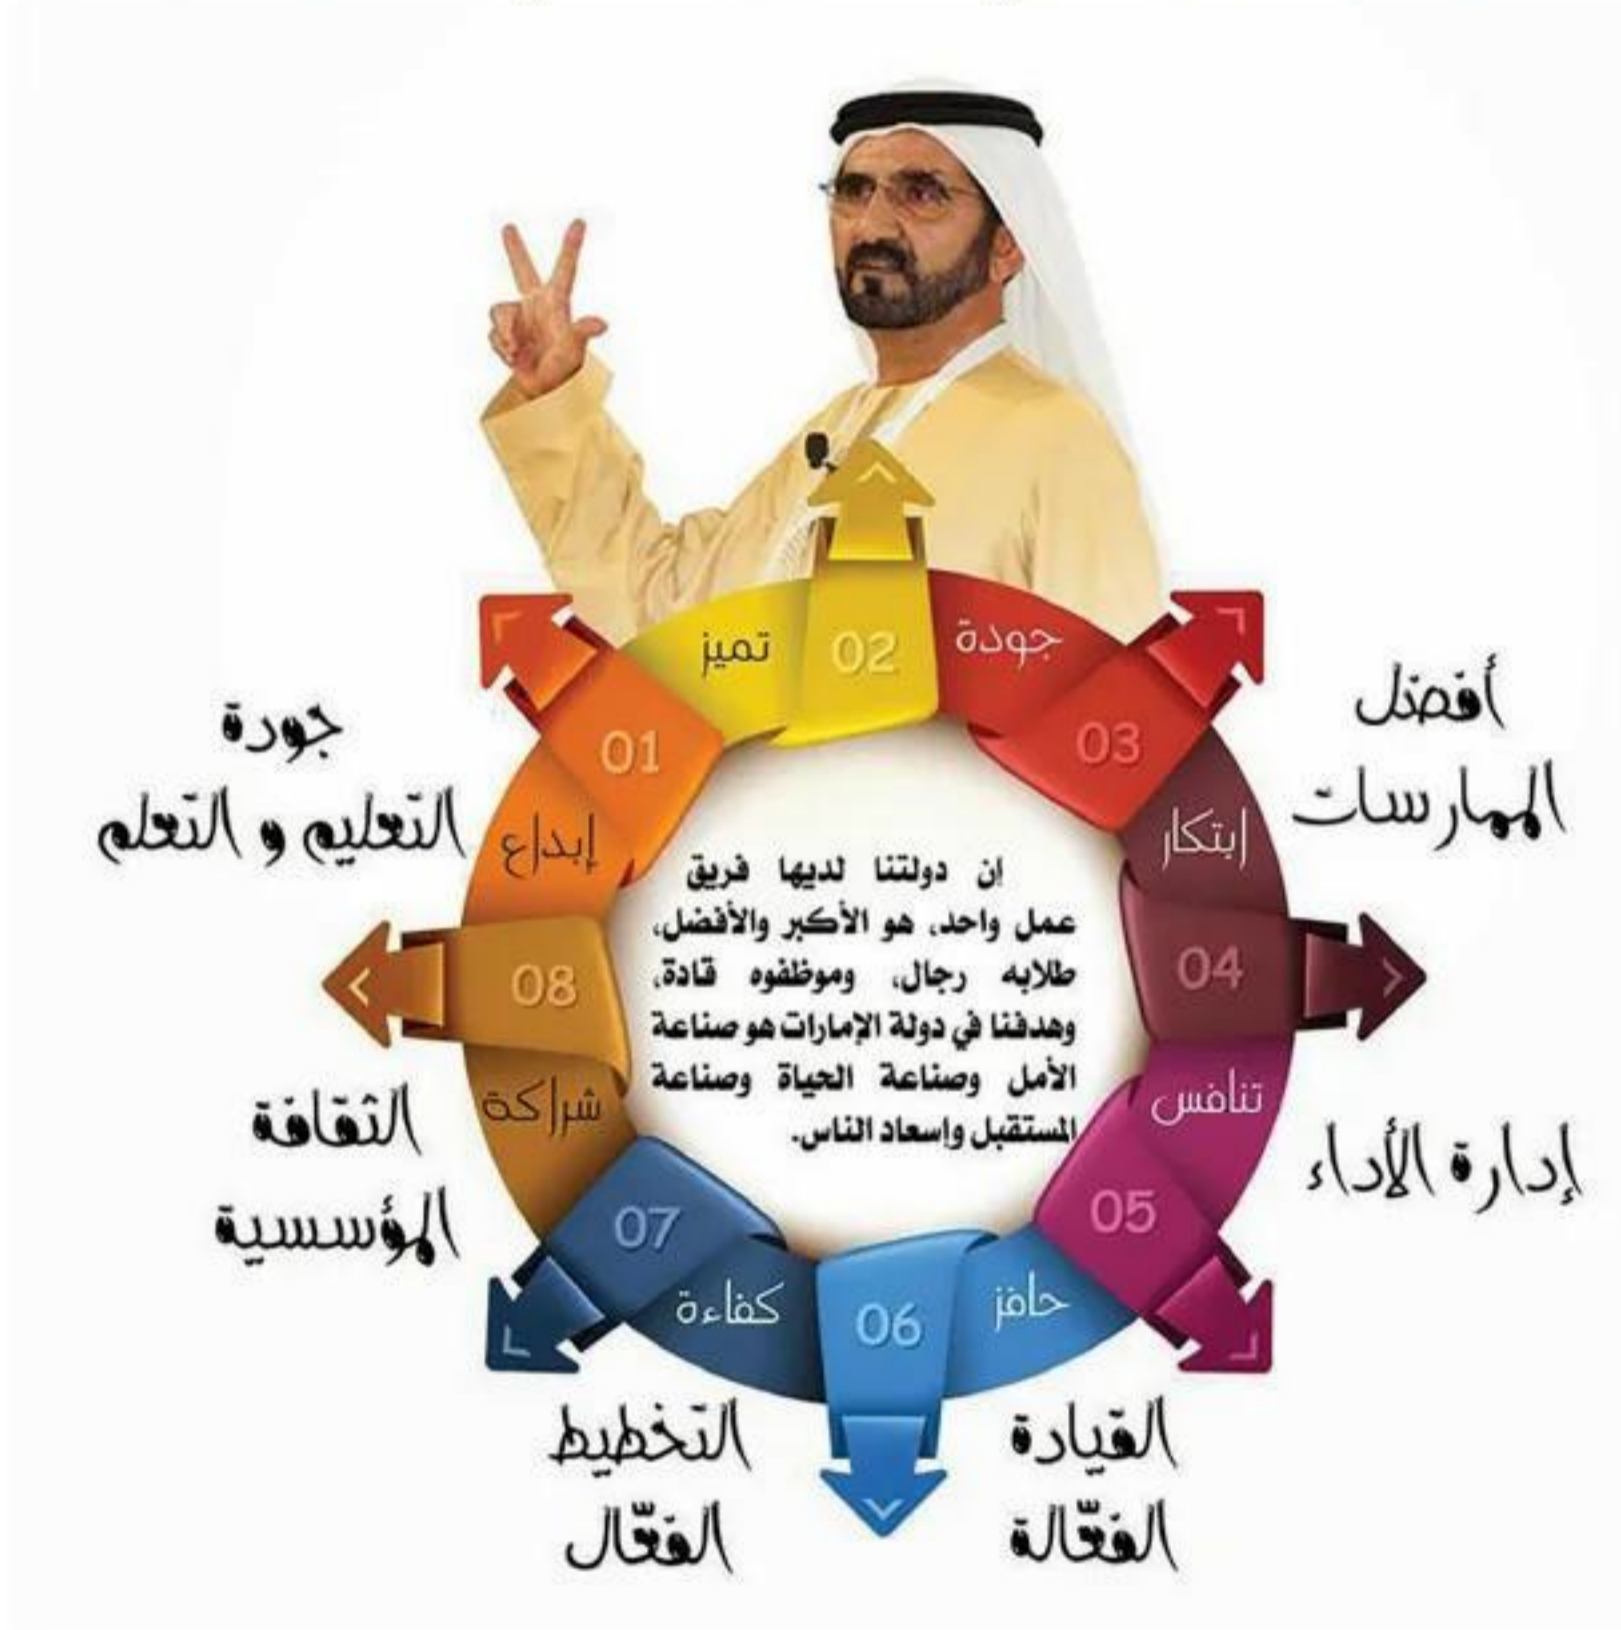 02
تميز
جودة
01
03
إبداع
ابتكار
08
04
شراكة
تنافس
07
05
كفاءة
06
حافز
جودة
التعليم و التعلم
أفضل
الممارسات
إن دولتنا لديها فريق
عمل واحد، هو الأكبر والأفضل،
طلابه رجال، وموظفوه قادة،
وهدفنا في دولة الإمارات هو صناعة
الأمل وصناعة الحياة وصناعة
المستقبل وإسعاد الناس.
الثقافة
المؤسسية
إدارة الأداء
القيادة
الفعّالة
التخطيط
الفعّال